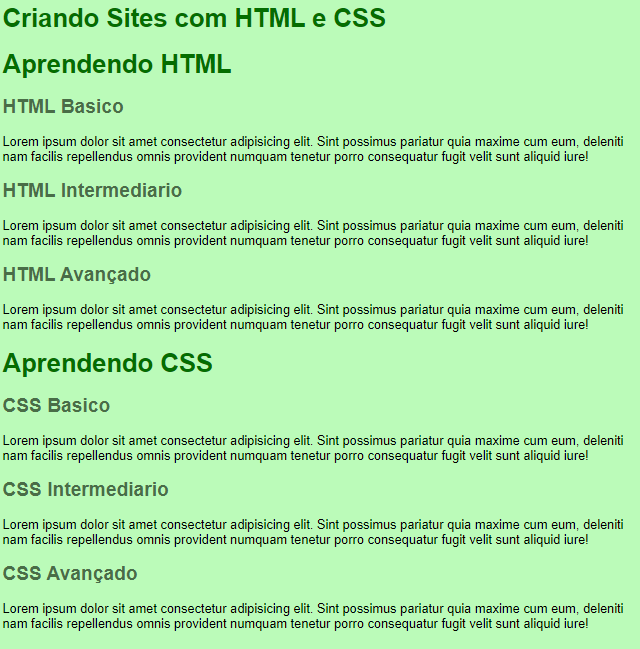 Criando Sites com HTML e CSS
Aprendendo HTML
HTML Basico
Lorem ipsum dolor sit amet consectetur adipisicing elit. Sint possimus pariatur quia maxime cum eum, deleniti
nam facilis repellendus omnis provident numquam tenetur porro consequatur fugit velit sunt aliquid iure!
HTML Intermediario
Lorem ipsum dolor sit amet consectetur adipisicing elit. Sint possimus pariatur quia maxime cum eum, deleniti
nam facilis repellendus omnis provident numquam tenetur porro consequatur fugit velit sunt aliquid iure!
HTML Avançado
Lorem ipsum dolor sit amet consectetur adipisicing elit. Sint possimus pariatur quia maxime cum eum, deleniti
nam facilis repellendus omnis provident numquam tenetur porro consequatur fugit velit sunt aliquid iure!
Aprendendo CSS
CSS Basico
Lorem ipsum dolor sit amet consectetur adipisicing elit. Sint possimus pariatur quia maxime cum eum, deleniti
nam facilis repellendus omnis provident numquam tenetur porro consequatur fugit velit sunt aliquid iure!
CSS Intermediario
Lorem ipsum dolor sit amet consectetur adipisicing elit. Sint possimus pariatur quia maxime cum eum, deleniti
nam facilis repellendus omnis provident numquam tenetur porro consequatur fugit velit sunt aliquid iure!
CSS Avançado
Lorem ipsum dolor sit amet consectetur adipisicing elit. Sint possimus pariatur quia maxime cum eum, deleniti
nam facilis repellendus omnis provident numquam tenetur porro consequatur fugit velit sunt aliquid iure!